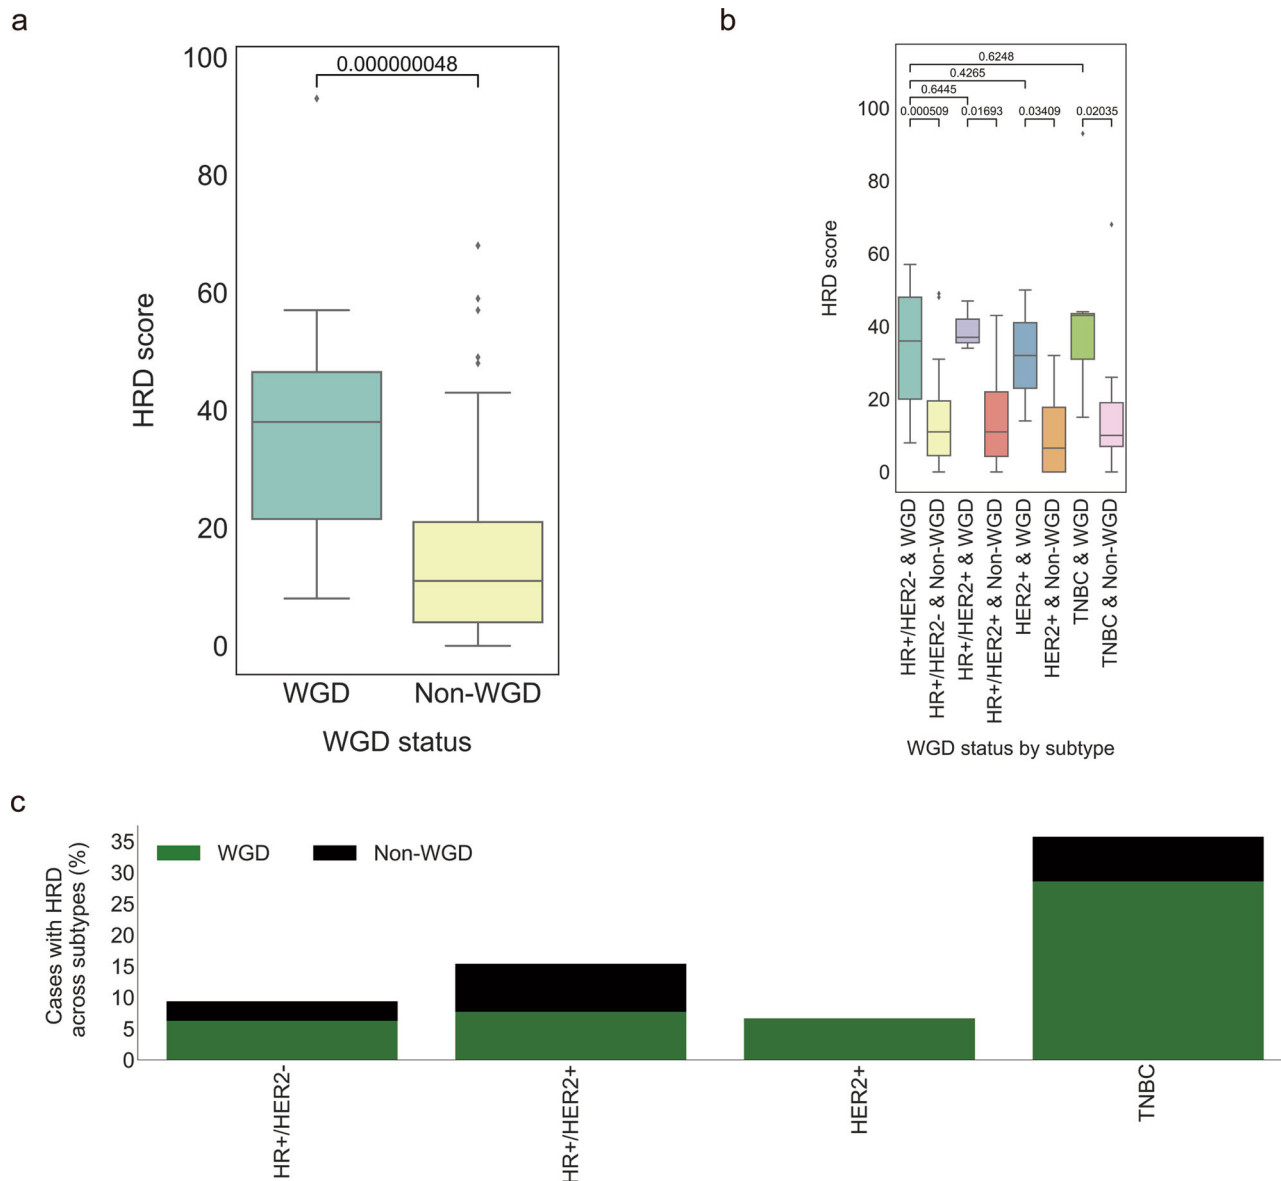 a
0.000000048
100
80
60
40
20
0
HRD score
WGD
Non-WGD
WGD status
b
0.6248
0.4265
0.6445
0.000509
0.01693
0.03409
0.02035
100
80
60
40
20
0
HRD score
HR+/HER2- & WGD
HR+/HER2- & Non-WGD
HR+/HER2+ & WGD
HR+/HER2+ & Non-WGD
HER2+ & WGD
HER2+ & Non-WGD
TNBC & WGD
TNBC & Non-WGD
WGD status by subtype
c
WGD
Non-WGD
35
30
25
20
15
10
5
0
Cases with HRD
across subtypes (%)
HR+/HER2-
HR+/HER2+
HER2+
TNBC